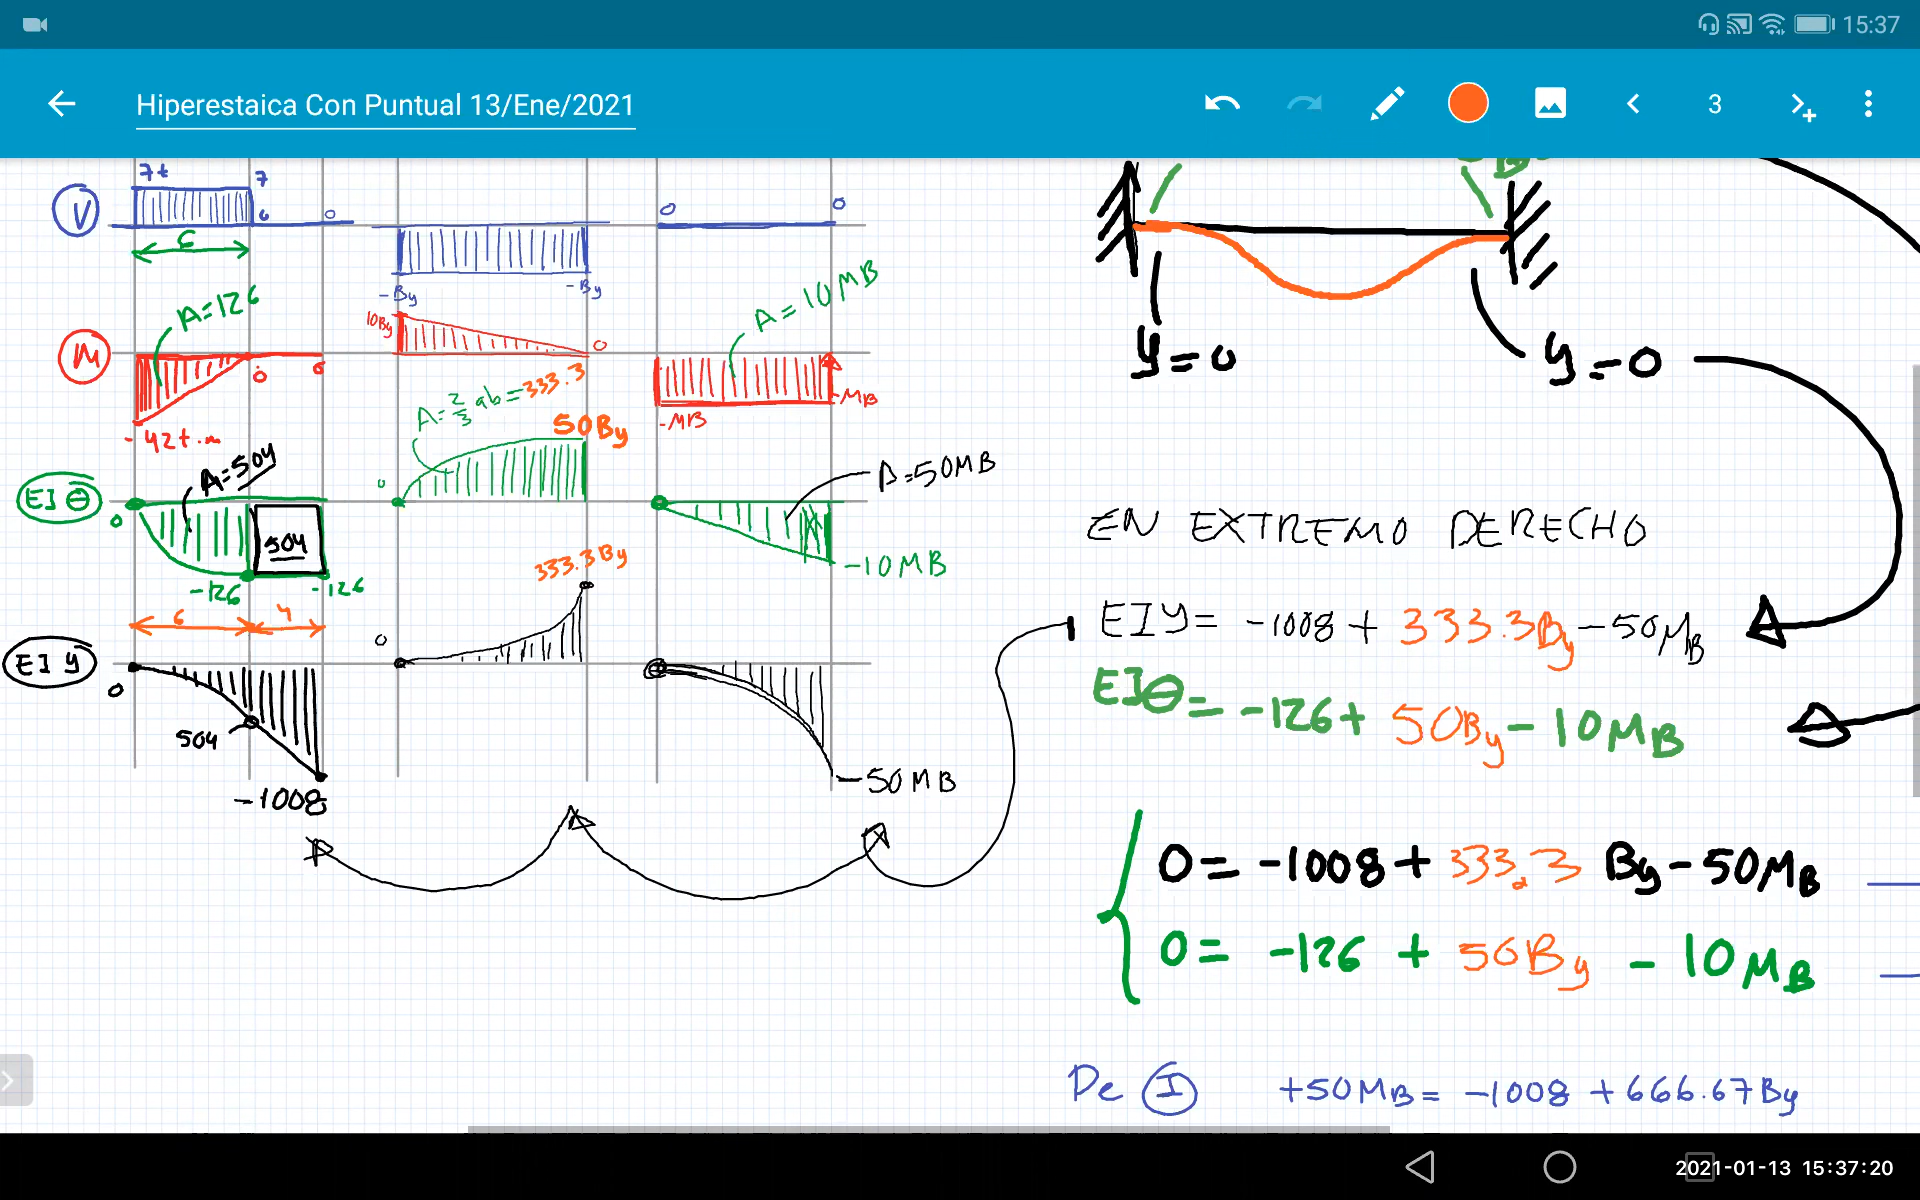 15:37
Hiperestaica Con Puntual 13/Ene/2021
3
7t 7
V 6 0 0 0
6
-By -By
A=126 A=10MB
10By
M 0 0 0
-MB -MB
-42t.m
A=2/3 ab=333.3
50By
A=504 A=50MB
EIθ 0 0
504
-126 -126 333.3By -10MB
6 4
0
EIy
0
504
-50MB
-1008
y=0 y=0
EN EXTREMO DERECHO
EIY= -1008 + 333.3By -50MB
EIθ= -126+ 50By - 10MB
0= -1008+ 333.3 By - 50MB
0= -126 + 50By - 10MB
De I +50MB= -1008 +666.67By
2021-01-13 15:37:20